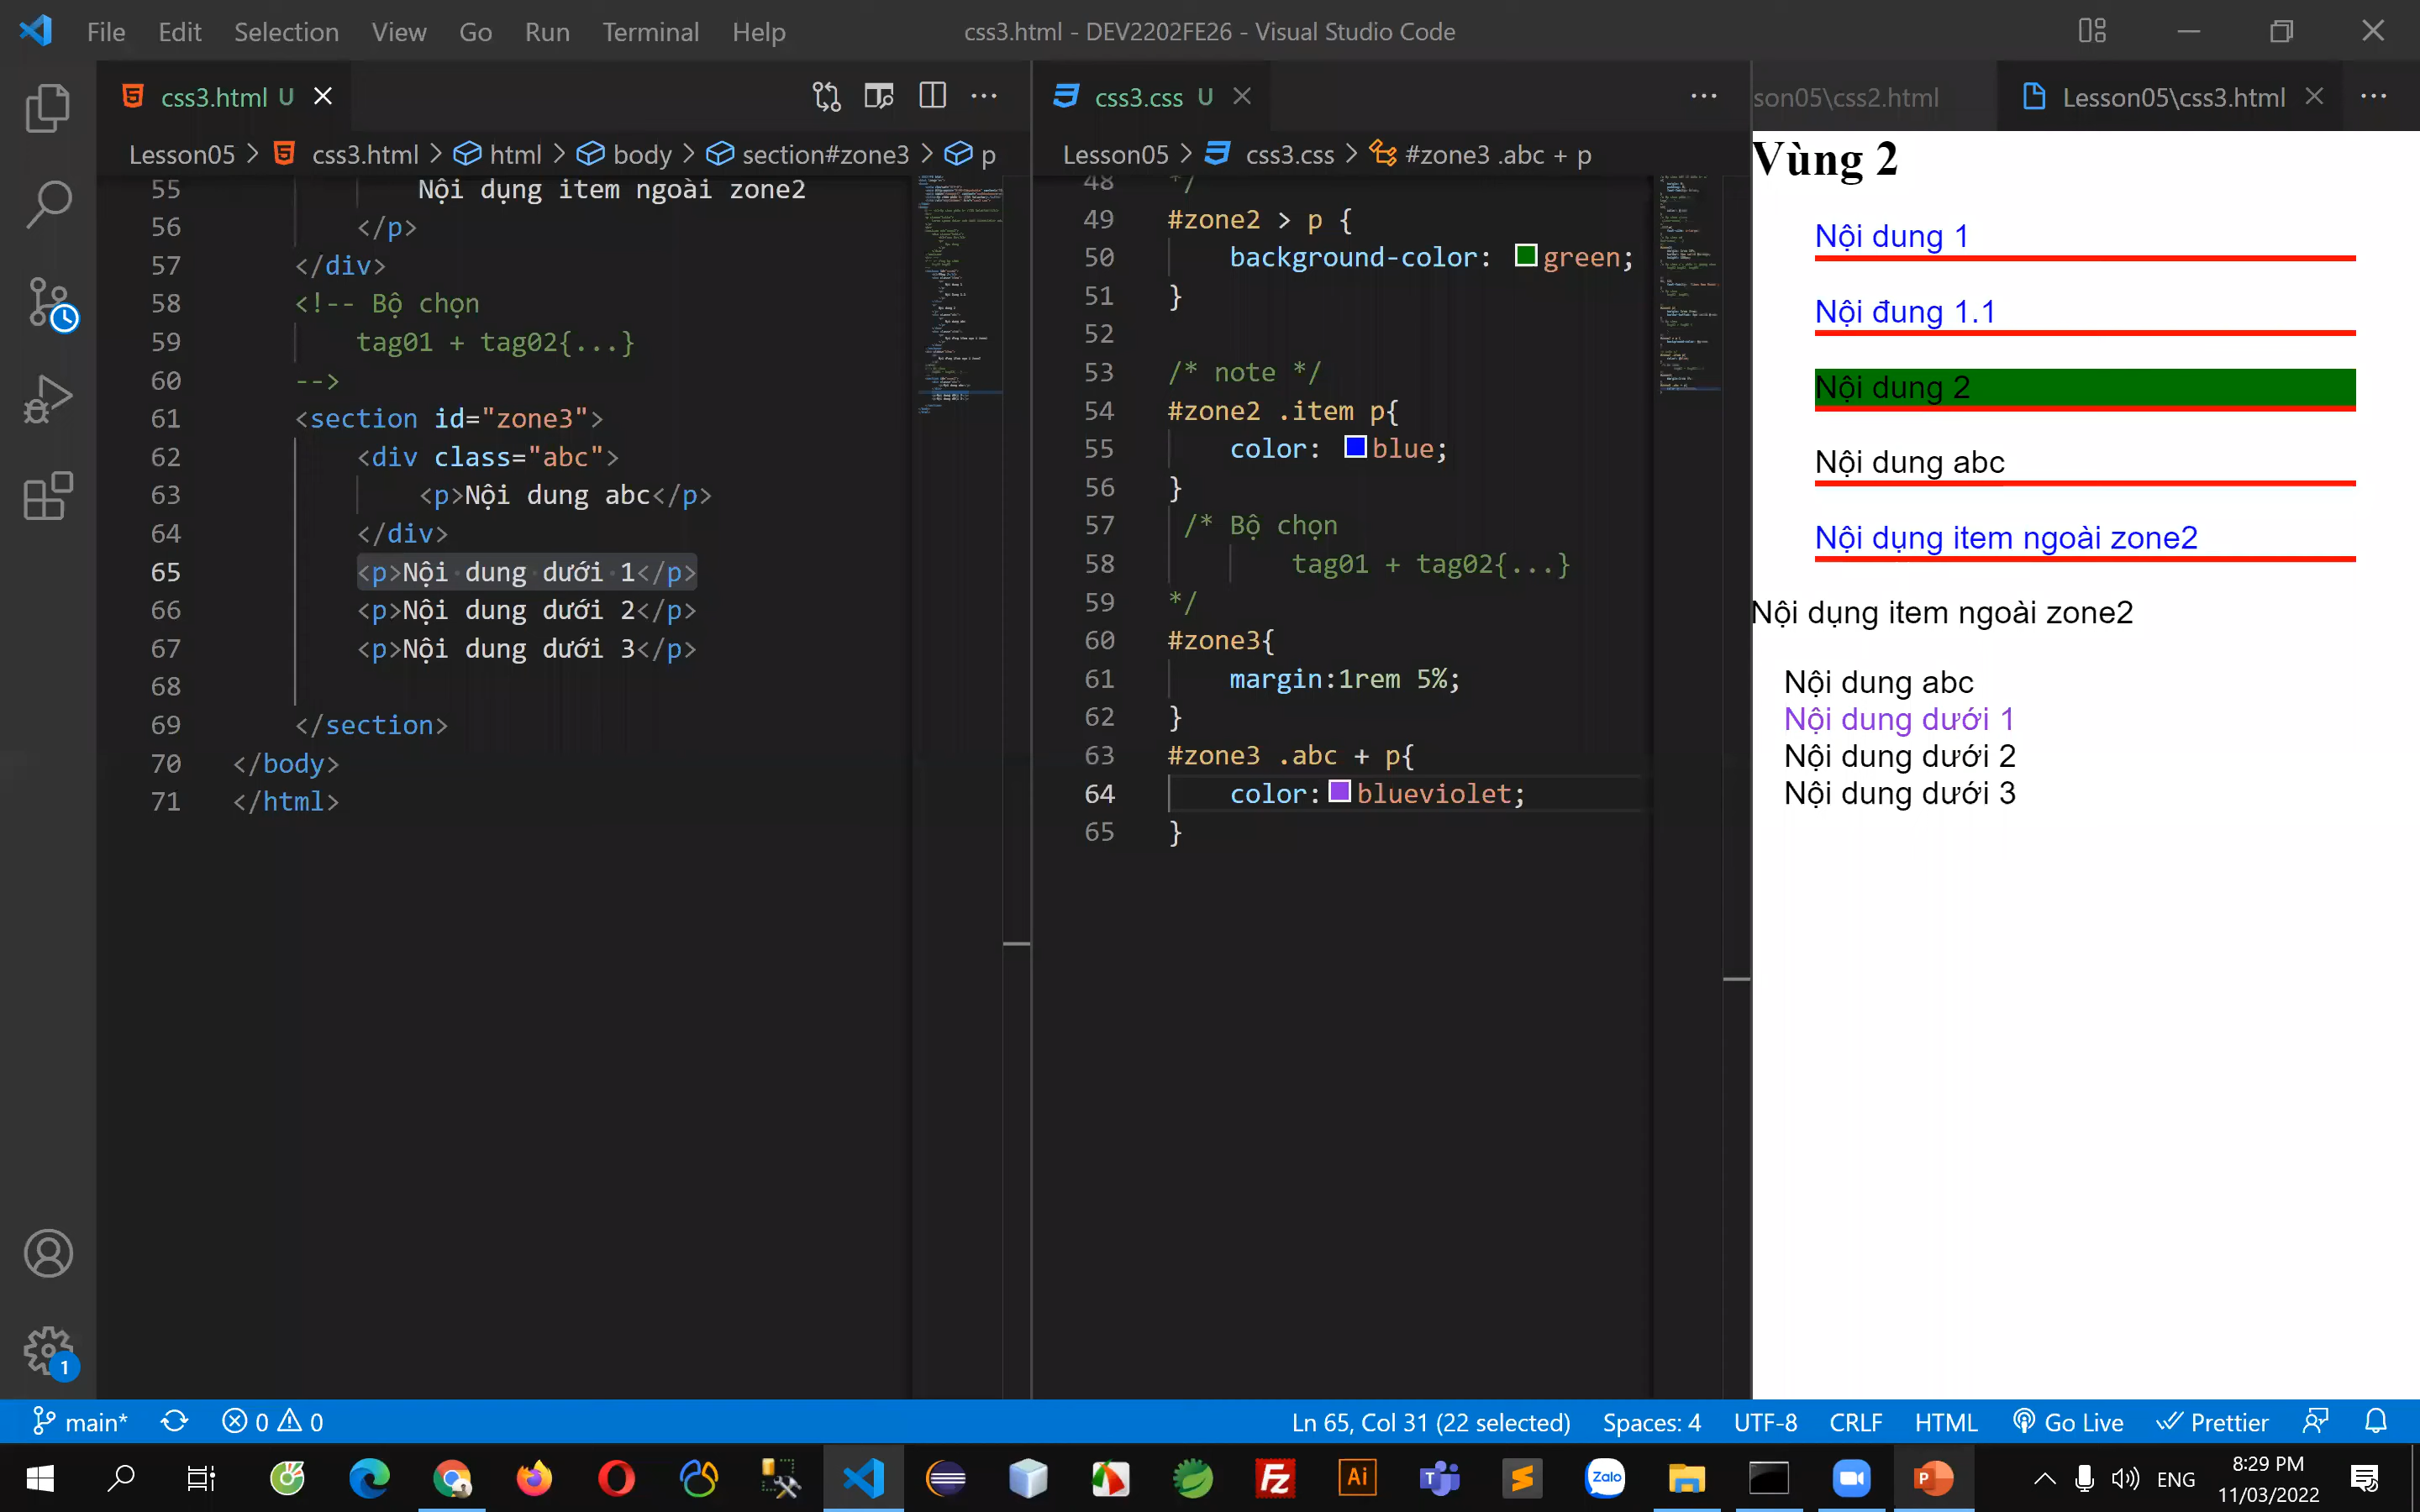 File Edit Selection View Go Run Terminal Help css3.html - DEV2202FE26 - Visual Studio Code
css3.html U
css3.css U
son05\css2.html Lesson05\css3.html
Lesson05 > css3.html > html > body > section#zone3 > p
Lesson05 > css3.css > #zone3 .abc + p
55 Nội dụng item ngoài zone2
56 </p>
57 </div>
58 <!-- Bộ chọn
59 tag01 + tag02{...}
60 -->
61 <section id="zone3">
62 <div class="abc">
63 <p>Nội dung abc</p>
64 </div>
65 <p>Nội dung dưới 1</p>
66 <p>Nội dung dưới 2</p>
67 <p>Nội dung dưới 3</p>
68
69 </section>
70 </body>
71 </html>
48 */
49 #zone2 > p {
50 background-color: green;
51 }
52
53 /* note */
54 #zone2 .item p{
55 color: blue;
56 }
57 /* Bộ chọn
58 tag01 + tag02{...}
59 */
60 #zone3{
61 margin:1rem 5%;
62 }
63 #zone3 .abc + p{
64 color: blueviolet;
65 }
Vùng 2
Nội dung 1
Nội đung 1.1
Nội dung 2
Nội dung abc
Nội dụng item ngoài zone2
Nội dụng item ngoài zone2
Nội dung abc
Nội dung dưới 1
Nội dung dưới 2
Nội dung dưới 3
1
main* 0 0 Ln 65, Col 31 (22 selected) Spaces: 4 UTF-8 CRLF HTML Go Live Prettier
Fz Ai T Zalo P ENG 8:29 PM
11/03/2022